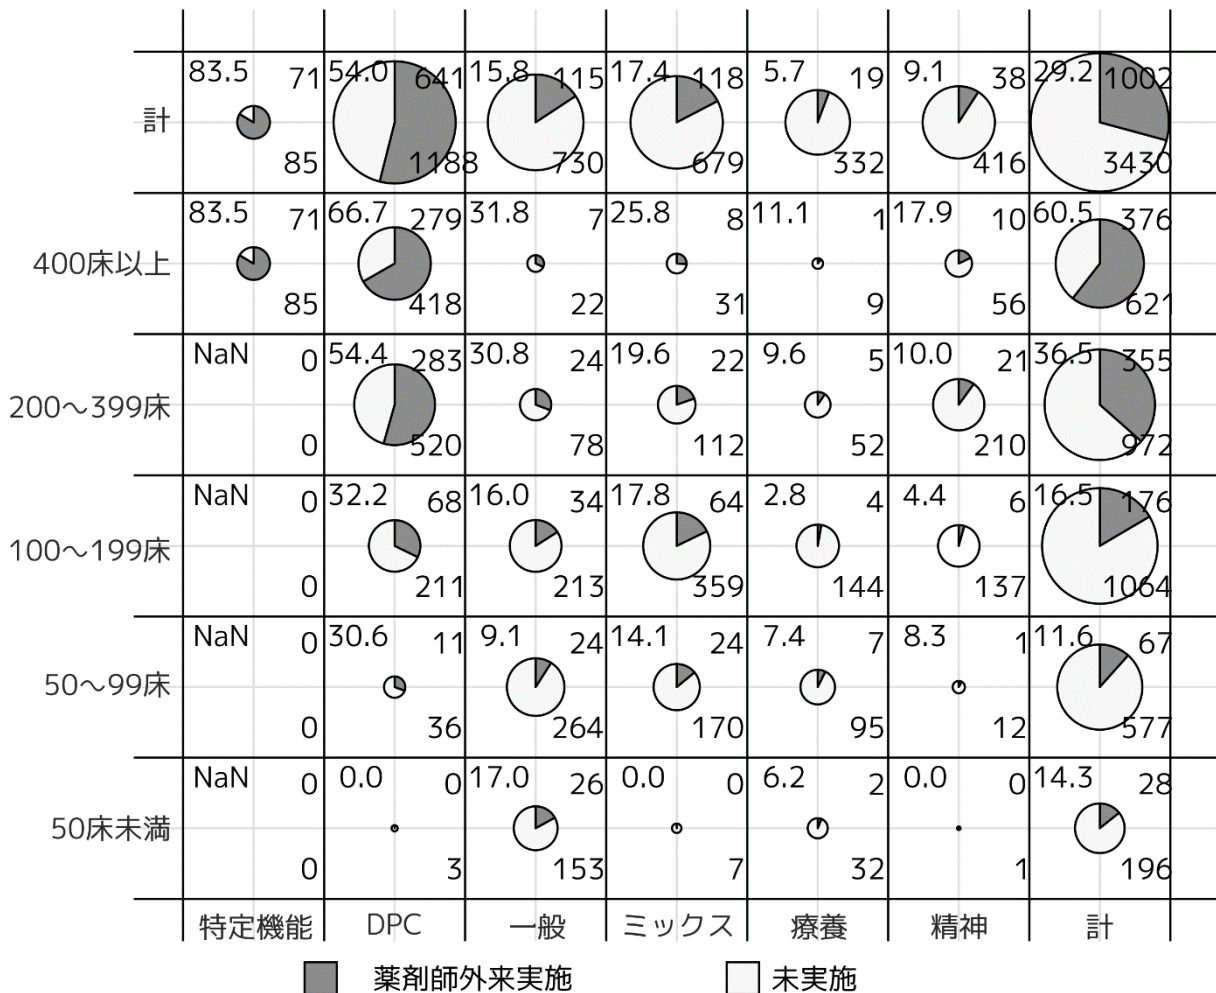 83.5 71 54.0 641 15.8 115 17.4 118 5.7 19 9.1 38 29.2 1002
計
85 1188 730 679 332 416 3430
83.5 71 66.7 279 31.8 7 25.8 8 11.1 1 17.9 10 60.5 376
400床以上
85 418 22 31 9 56 621
NaN 0 54.4 283 30.8 24 19.6 22 9.6 5 10.0 21 36.5 355
200～399床
0 520 78 112 52 210 972
NaN 0 32.2 68 16.0 34 17.8 64 2.8 4 4.4 6 16.5 176
100～199床
0 211 213 359 144 137 1064
NaN 0 30.6 11 9.1 24 14.1 24 7.4 7 8.3 1 11.6 67
50～99床
0 36 264 170 95 12 577
NaN 0 0.0 0 17.0 26 0.0 0 6.2 2 0.0 0 14.3 28
50床未満
0 3 153 7 32 1 196
特定機能 DPC 一般 ミックス 療養 精神 計
薬剤師外来実施 未実施